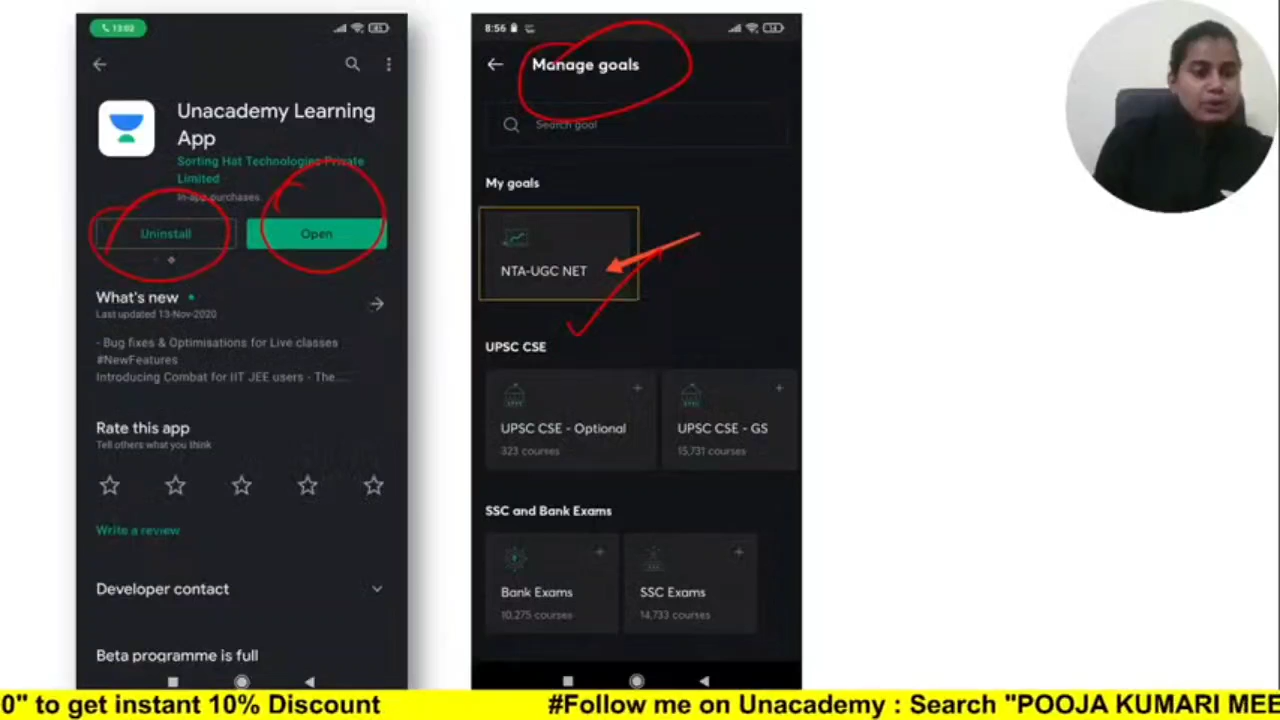 13:03
Unacademy Learning
App
Sorting Hat Technologies Private
Limited
In-app purchases
Uninstall
Open
What's new
Last updated 13-Nov-2020
- Bug fixes & Optimisations for Live classes
#NewFeatures
Introducing Combat for IIT JEE users - The...
Rate this app
Tell others what you think
Write a review
Developer contact
Beta programme is full
8:56
Manage goals
Search goal
My goals
NTA-UGC NET
UPSC CSE
UPSC CSE - Optional
323 courses
UPSC CSE - GS
15,731 courses
SSC and Bank Exams
Bank Exams
10,275 courses
SSC Exams
14,733 courses
0" to get instant 10% Discount
#Follow me on Unacademy : Search "POOJA KUMARI MEE